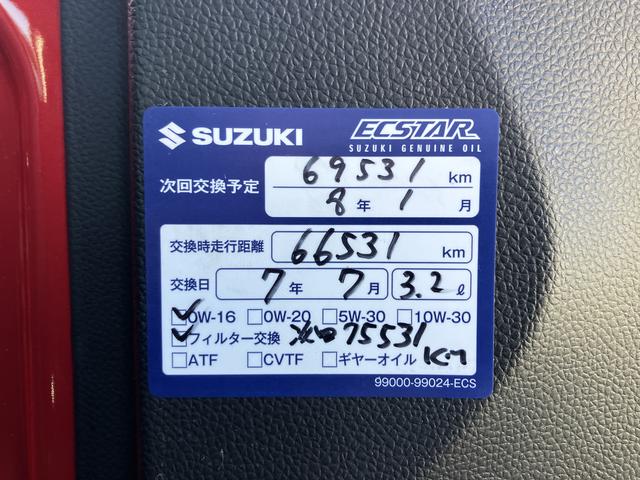 SUZUKI ECSTAR
SUZUKI GENUINE OIL
次回交換予定 69531 km
8年 1月
交換時走行距離 66531 km
交換日 7年 7月 3.2ℓ
☑0W-16 □0W-20 □5W-30 □10W-30
☑フィルター交換 次回75531
□ATF □CVTF □ギヤーオイル KM
99000-99024-ECS